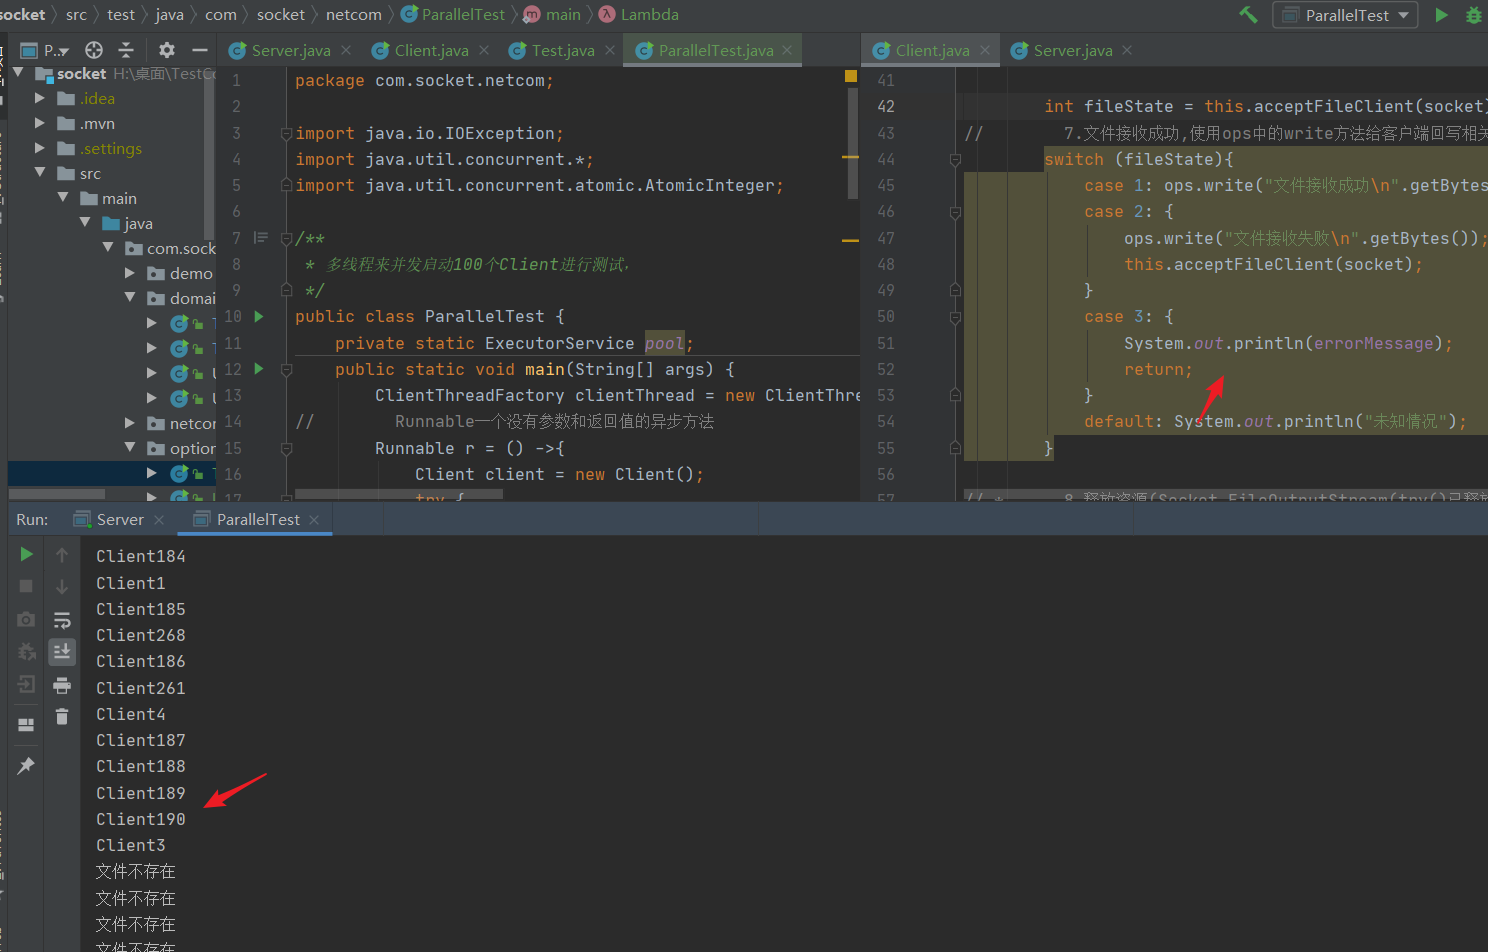 socket src test java com socket netcom ParallelTest main Lambda ParallelTest
P...
Server.java Client.java Test.java ParallelTest.java
Client.java Server.java
socket H:\桌面\TestCo
.idea
.mvn
.settings
src
main
java
com.sock
demo
domai
netcor
option
1 package com.socket.netcom;
2
3 import java.io.IOException;
4 import java.util.concurrent.*;
5 import java.util.concurrent.atomic.AtomicInteger;
6
7 /**
8 * 多线程来并发启动100个Client进行测试,
9 */
10 public class ParallelTest {
11 private static ExecutorService pool;
12 public static void main(String[] args) {
13 ClientThreadFactory clientThread = new ClientThre
14 // Runnable一个没有参数和返回值的异步方法
15 Runnable r = () ->{
16 Client client = new Client();
17 try {
41
42 int fileState = this.acceptFileClient(socket)
43 // 7.文件接收成功,使用ops中的write方法给客户端回写相关
44 switch (fileState){
45 case 1: ops.write("文件接收成功\n".getBytes
46 case 2: {
47 ops.write("文件接收失败\n".getBytes());
48 this.acceptFileClient(socket);
49 }
50 case 3: {
51 System.out.println(errorMessage);
52 return;
53 }
54 default: System.out.println("未知情况");
55 }
56
57 // * 8.释放资源(Socket,FileOutputStream(try()已释放
Run: Server ParallelTest
Client184
Client1
Client185
Client268
Client186
Client261
Client4
Client187
Client188
Client189
Client190
Client3
文件不存在
文件不存在
文件不存在
文件不存在